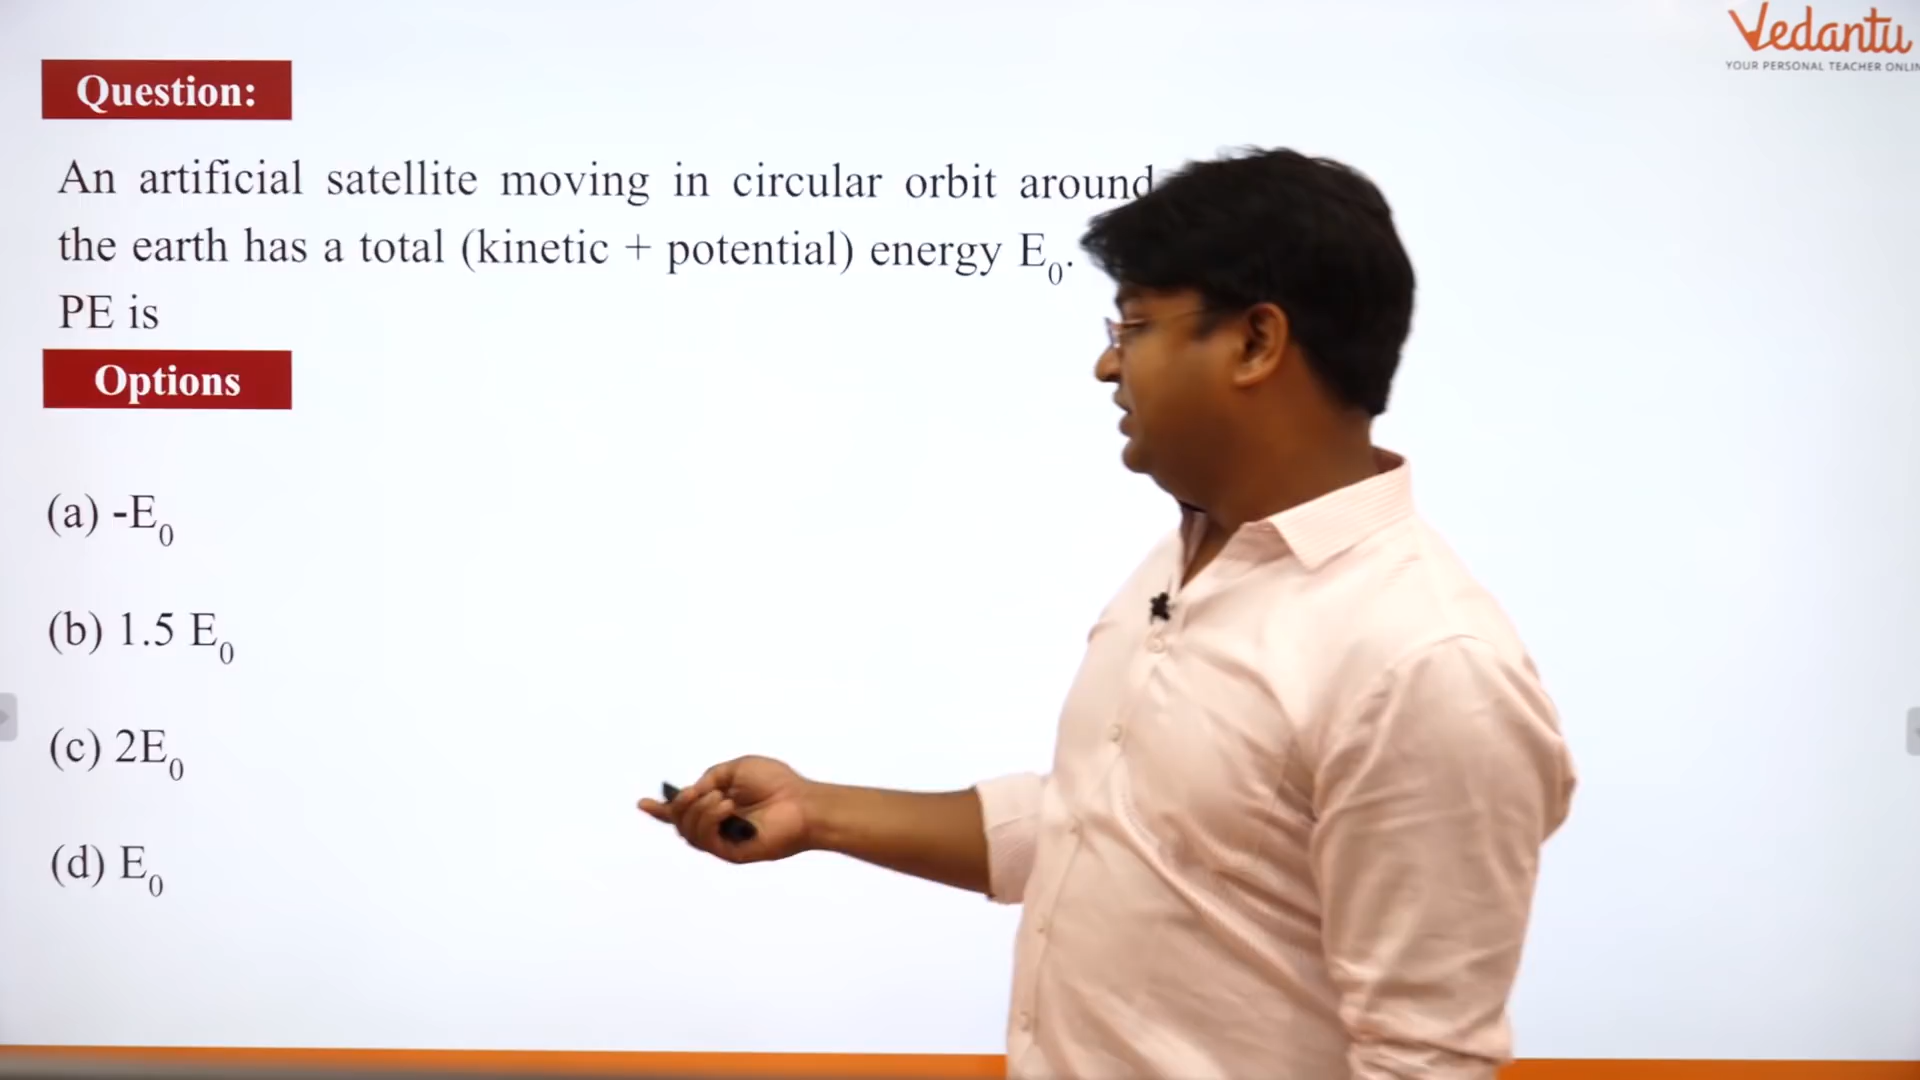 Vedantu
YOUR PERSONAL TEACHER ONLIN
Question:
An artificial satellite moving in circular orbit around
the earth has a total (kinetic + potential) energy E₀.
PE is
Options
(a) -E₀
(b) 1.5 E₀
(c) 2E₀
(d) E₀